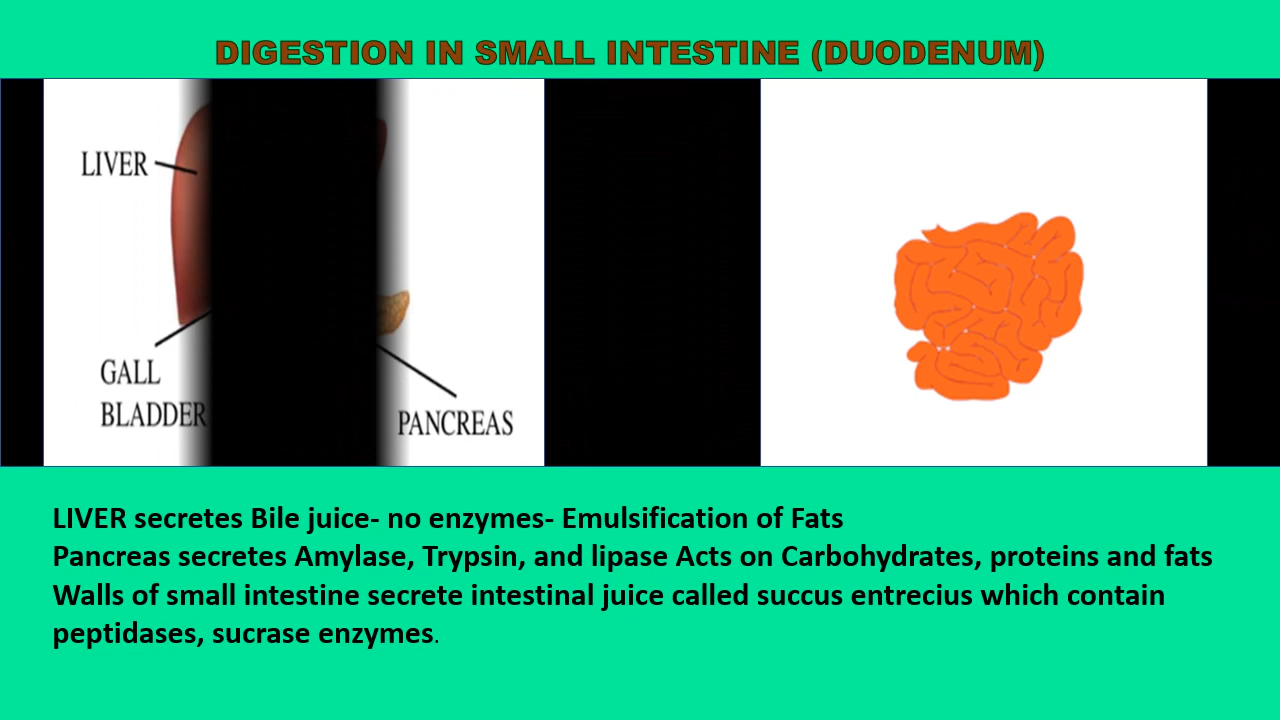 DIGESTION IN SMALL INTESTINE (DUODENUM)
LIVER
GALL
BLADDER
PANCREAS
LIVER secretes Bile juice- no enzymes- Emulsification of Fats
Pancreas secretes Amylase, Trypsin, and lipase Acts on Carbohydrates, proteins and fats
Walls of small intestine secrete intestinal juice called succus entrecius which contain
peptidases, sucrase enzymes.